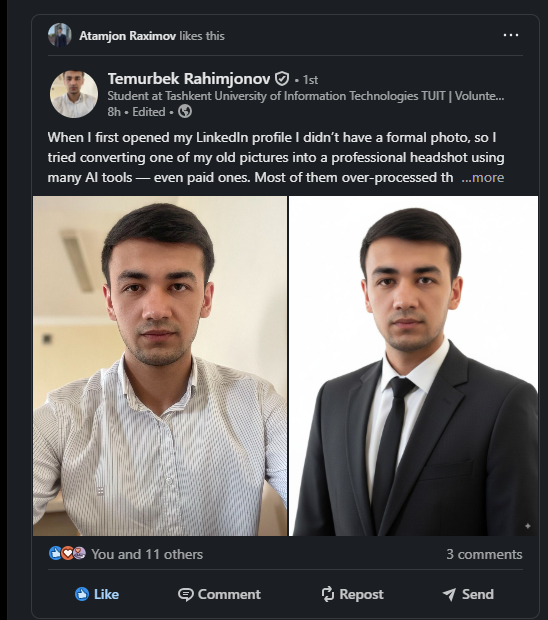 Atamjon Raximov likes this
Temurbek Rahimjonov • 1st
Student at Tashkent University of Information Technologies TUIT | Volunte...
8h • Edited •
When I first opened my LinkedIn profile I didn’t have a formal photo, so I
tried converting one of my old pictures into a professional headshot using
many AI tools — even paid ones. Most of them over-processed th ...more
You and 11 others 3 comments
Like Comment Repost Send